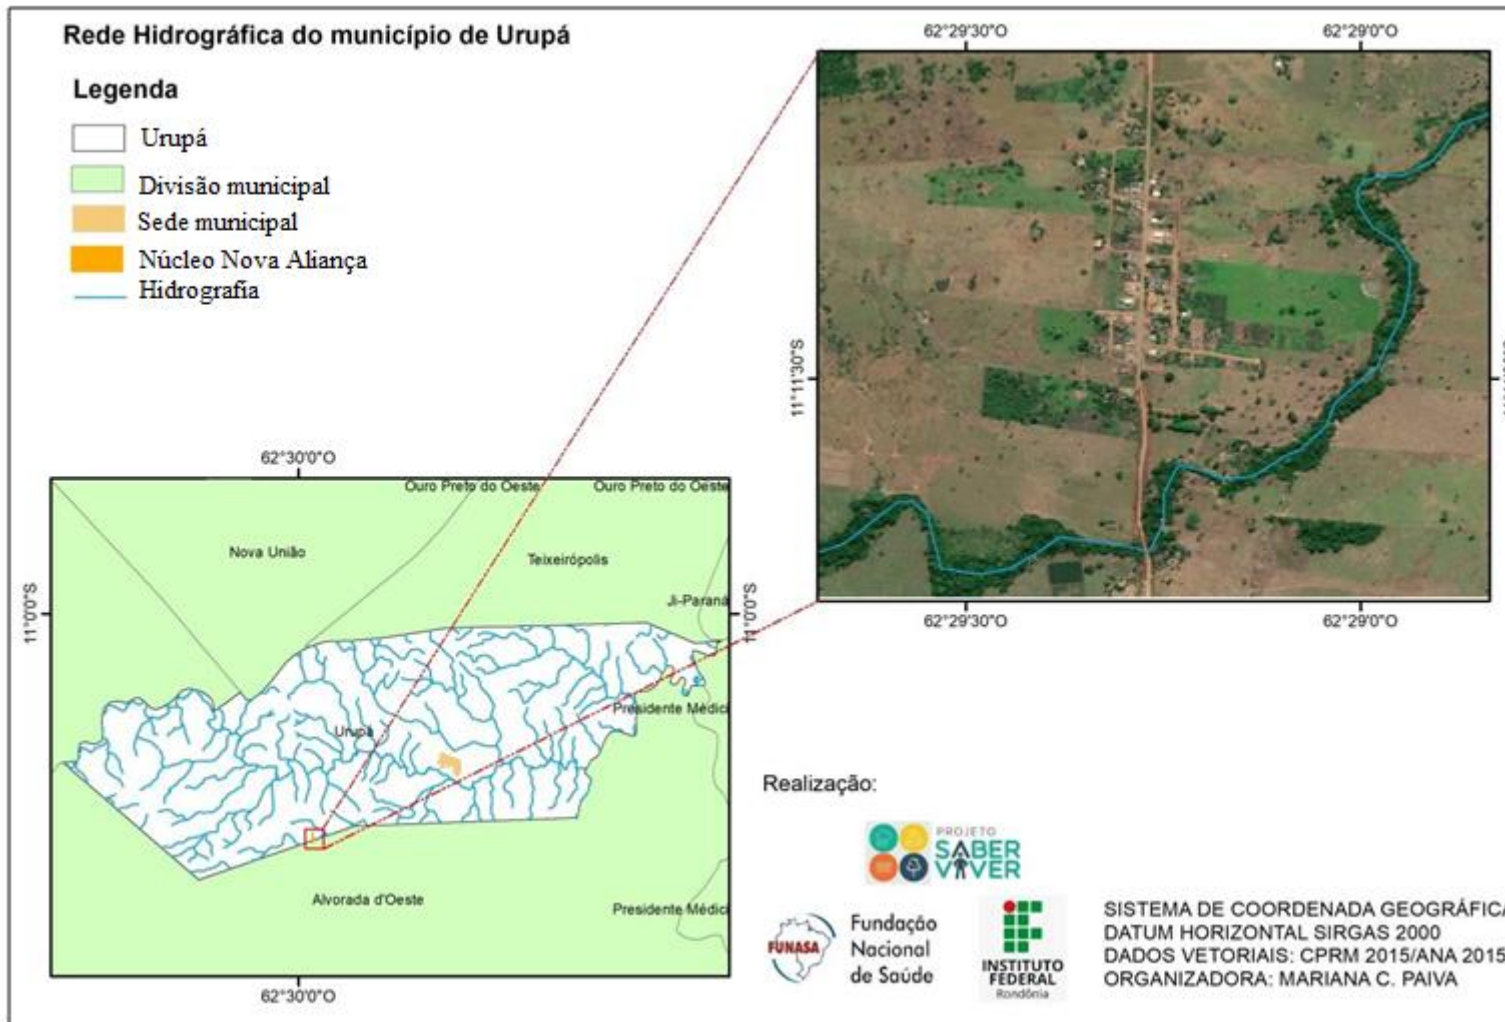 Rede Hidrográfica do município de Urupá
Legenda
Urupá
Divisão municipal
Sede municipal
Núcleo Nova Aliança
Hidrografía
62°29'30"O
62°29'0"O
11°11'30"S
62°29'30"O
62°29'0"O
62°30'0"O
Ouro Preto do Oeste
Ouro Preto do Oeste
Nova União
Teixeirópolis
Ji-Paraná
11°0'0"S
11°0'0"S
Presidente Médici
Urupá
Alvorada d'Oeste
Presidente Médici
62°30'0"O
Realização:
PROJETO
SABER
VIVER
FUNASA
Fundação
Nacional
de Saúde
INSTITUTO
FEDERAL
Rondônia
SISTEMA DE COORDENADA GEOGRÁFICA
DATUM HORIZONTAL SIRGAS 2000
DADOS VETORIAIS: CPRM 2015/ANA 2015
ORGANIZADORA: MARIANA C. PAIVA